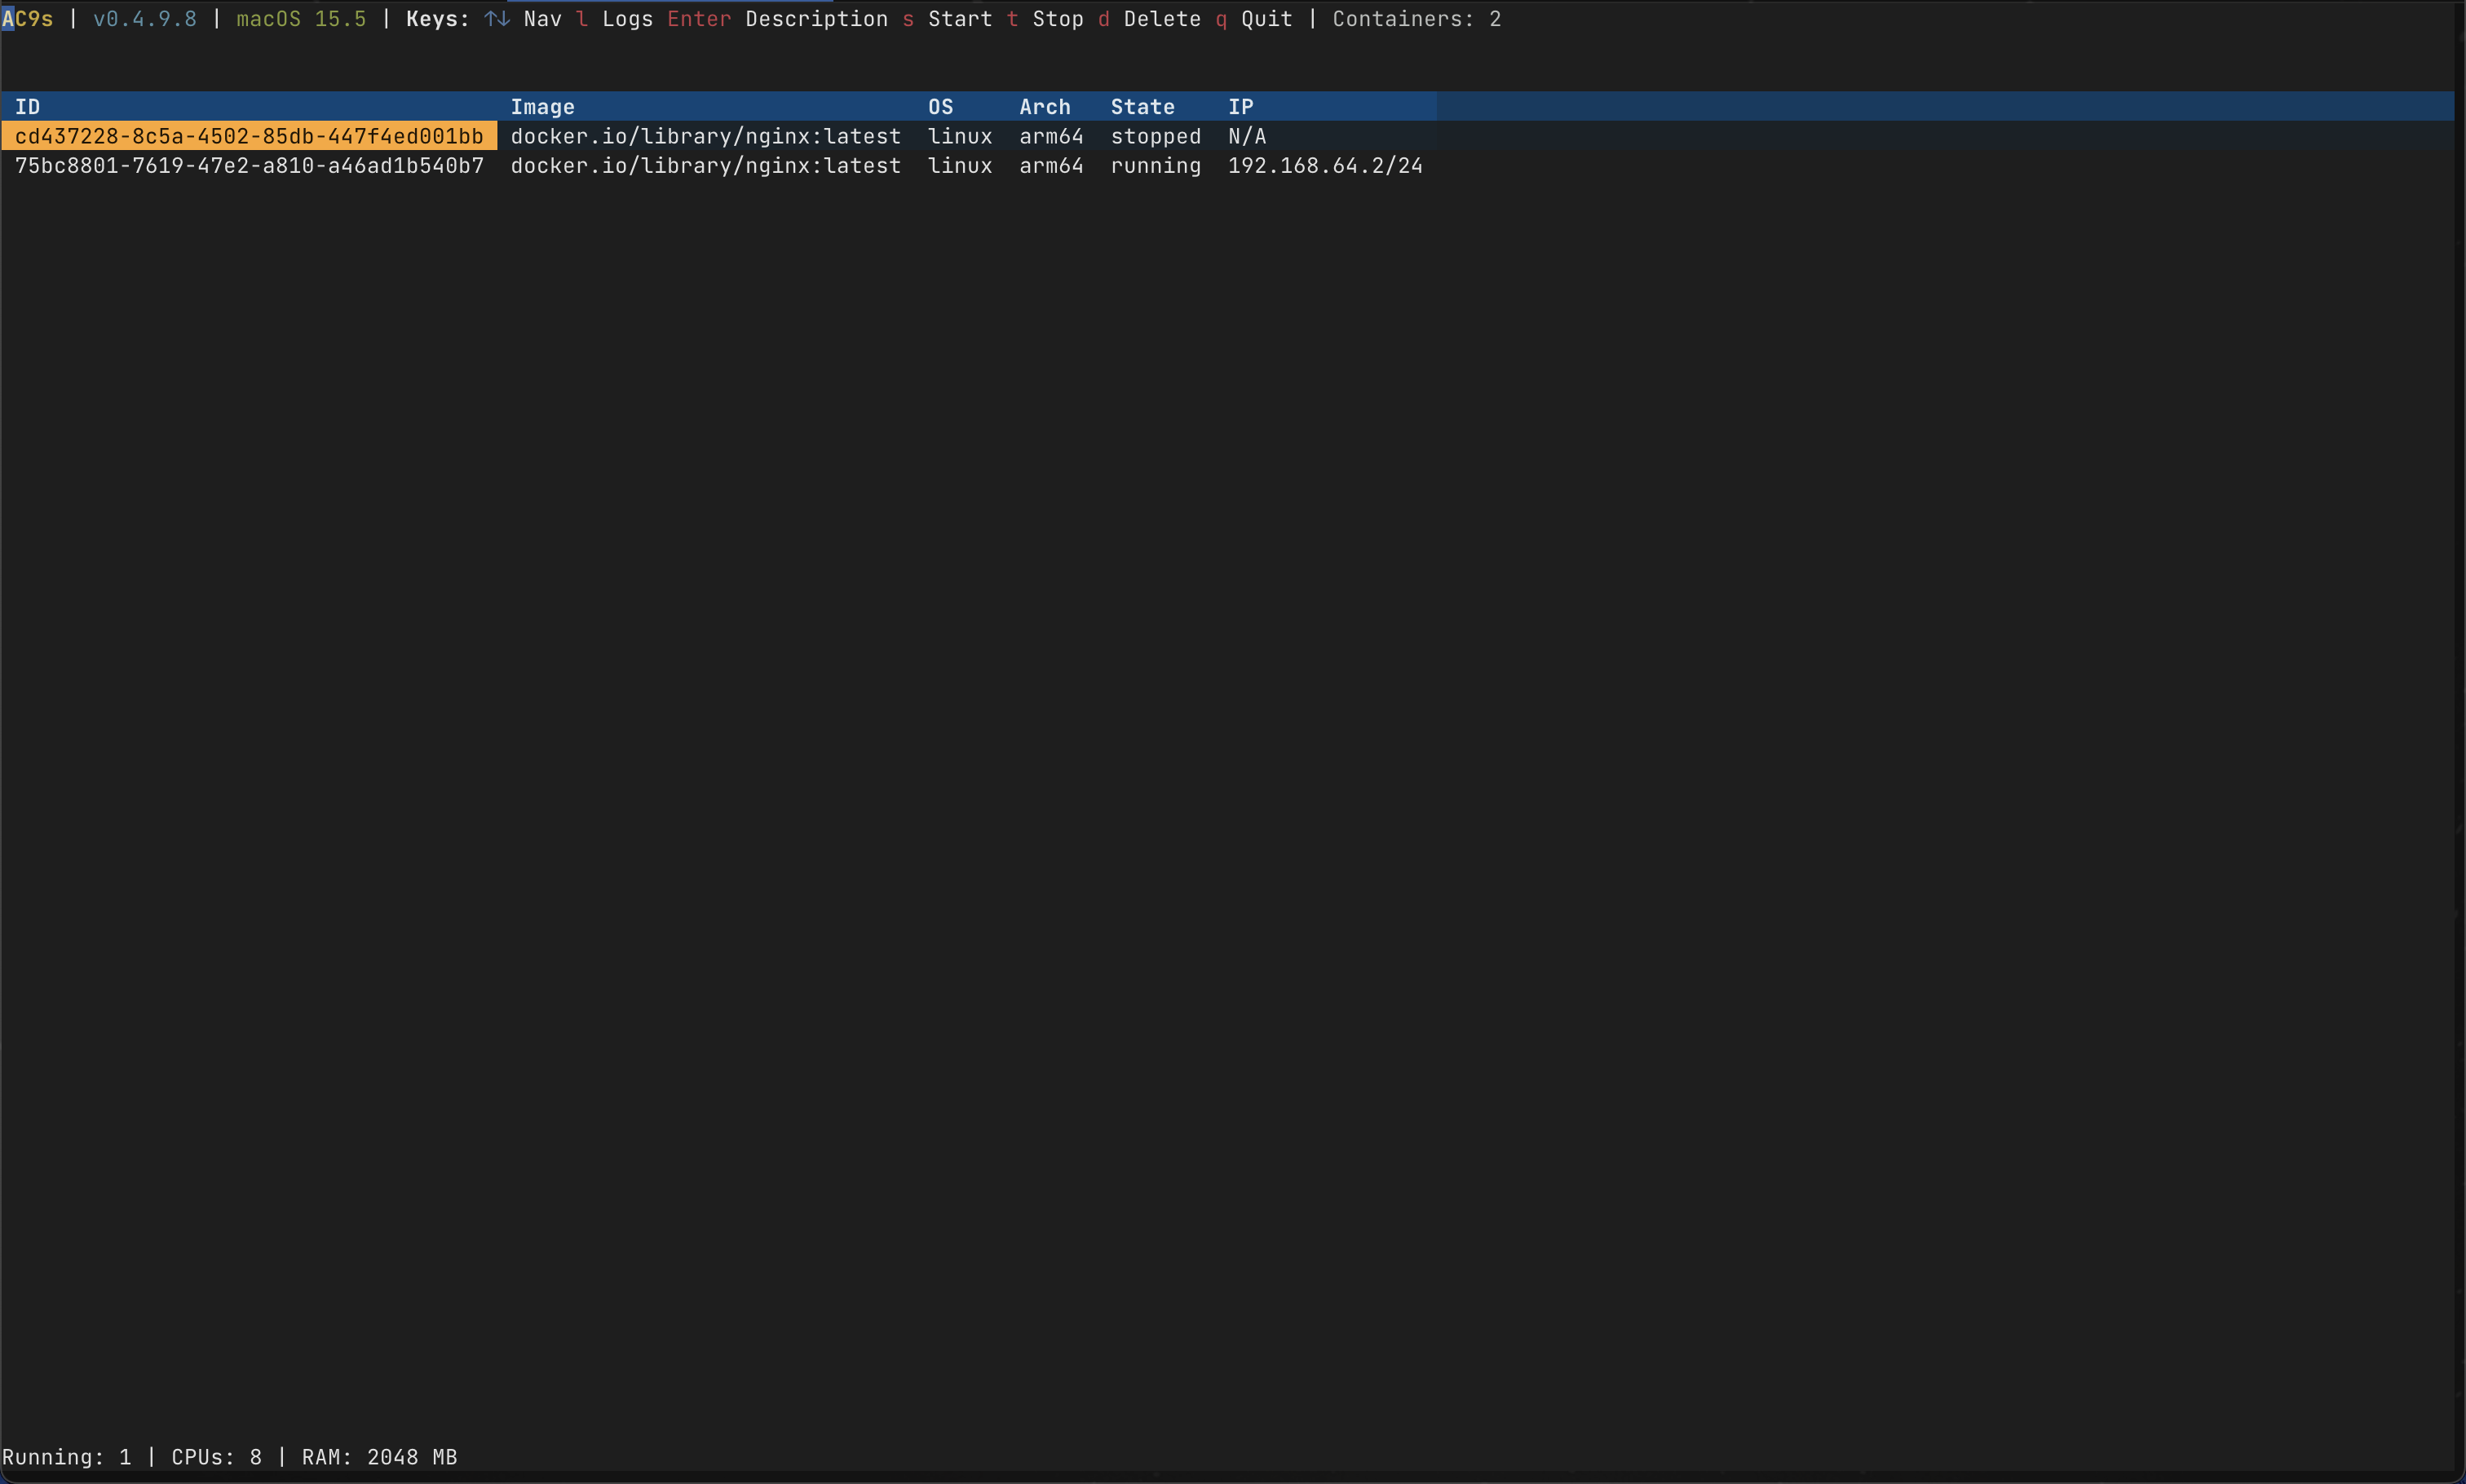 AC9s | v0.4.9.8 | macOS 15.5 | Keys: ↑↓ Nav l Logs Enter Description s Start t Stop d Delete q Quit | Containers: 2
ID Image OS Arch State IP
cd437228-8c5a-4502-85db-447f4ed001bb docker.io/library/nginx:latest linux arm64 stopped N/A
75bc8801-7619-47e2-a810-a46ad1b540b7 docker.io/library/nginx:latest linux arm64 running 192.168.64.2/24
Running: 1 | CPUs: 8 | RAM: 2048 MB